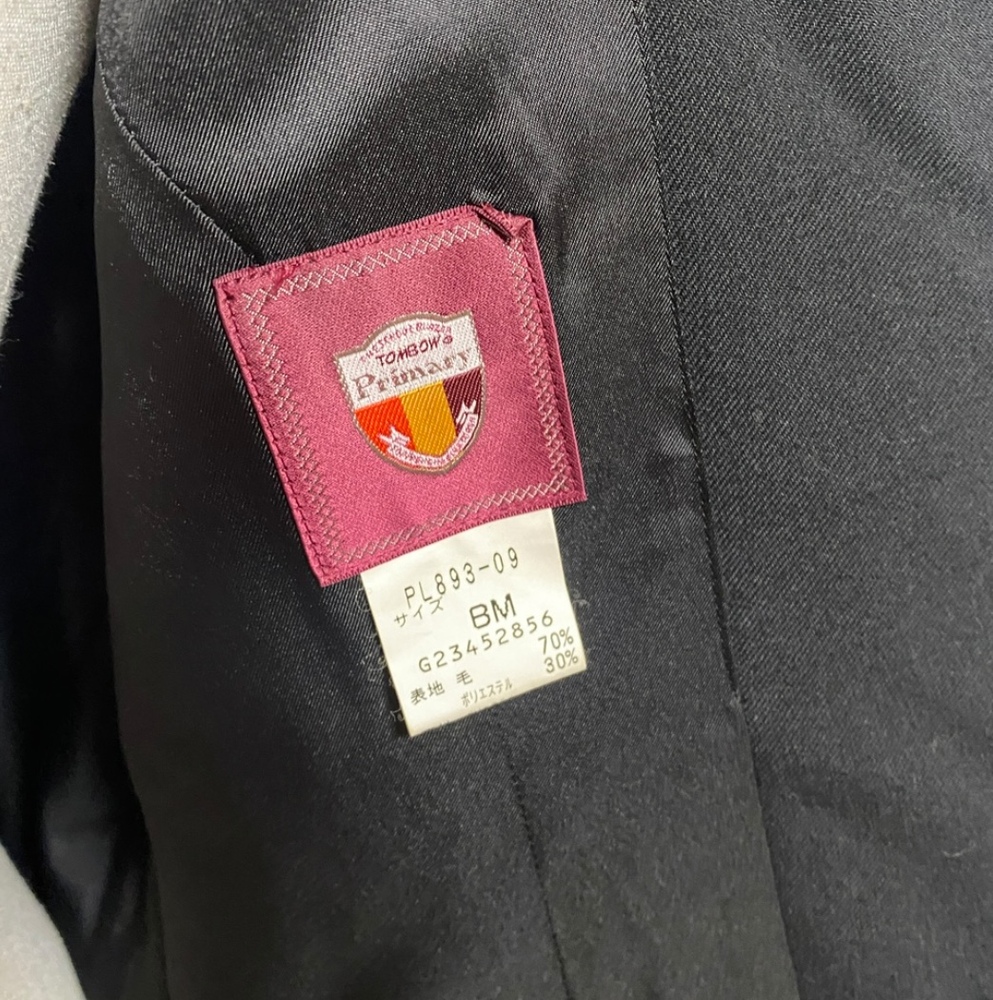 TOMBOW
Primary
PL893-09
サイズ BM
G23452856
表地 毛 70%
ポリエステル 30%